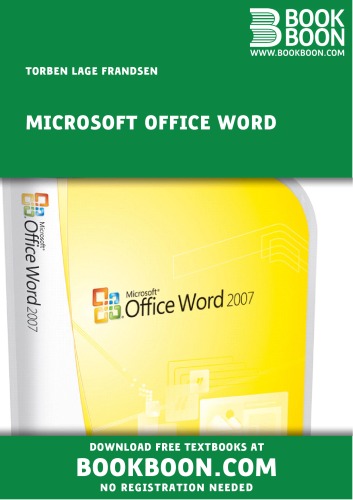 BOOK
BOON
WWW.BOOKBOON.COM
TORBEN LAGE FRANDSEN
MICROSOFT OFFICE WORD
Microsoft®
Office Word 2007
Microsoft®
Office Word 2007
DOWNLOAD FREE TEXTBOOKS AT
BOOKBOON.COM
NO REGISTRATION NEEDED